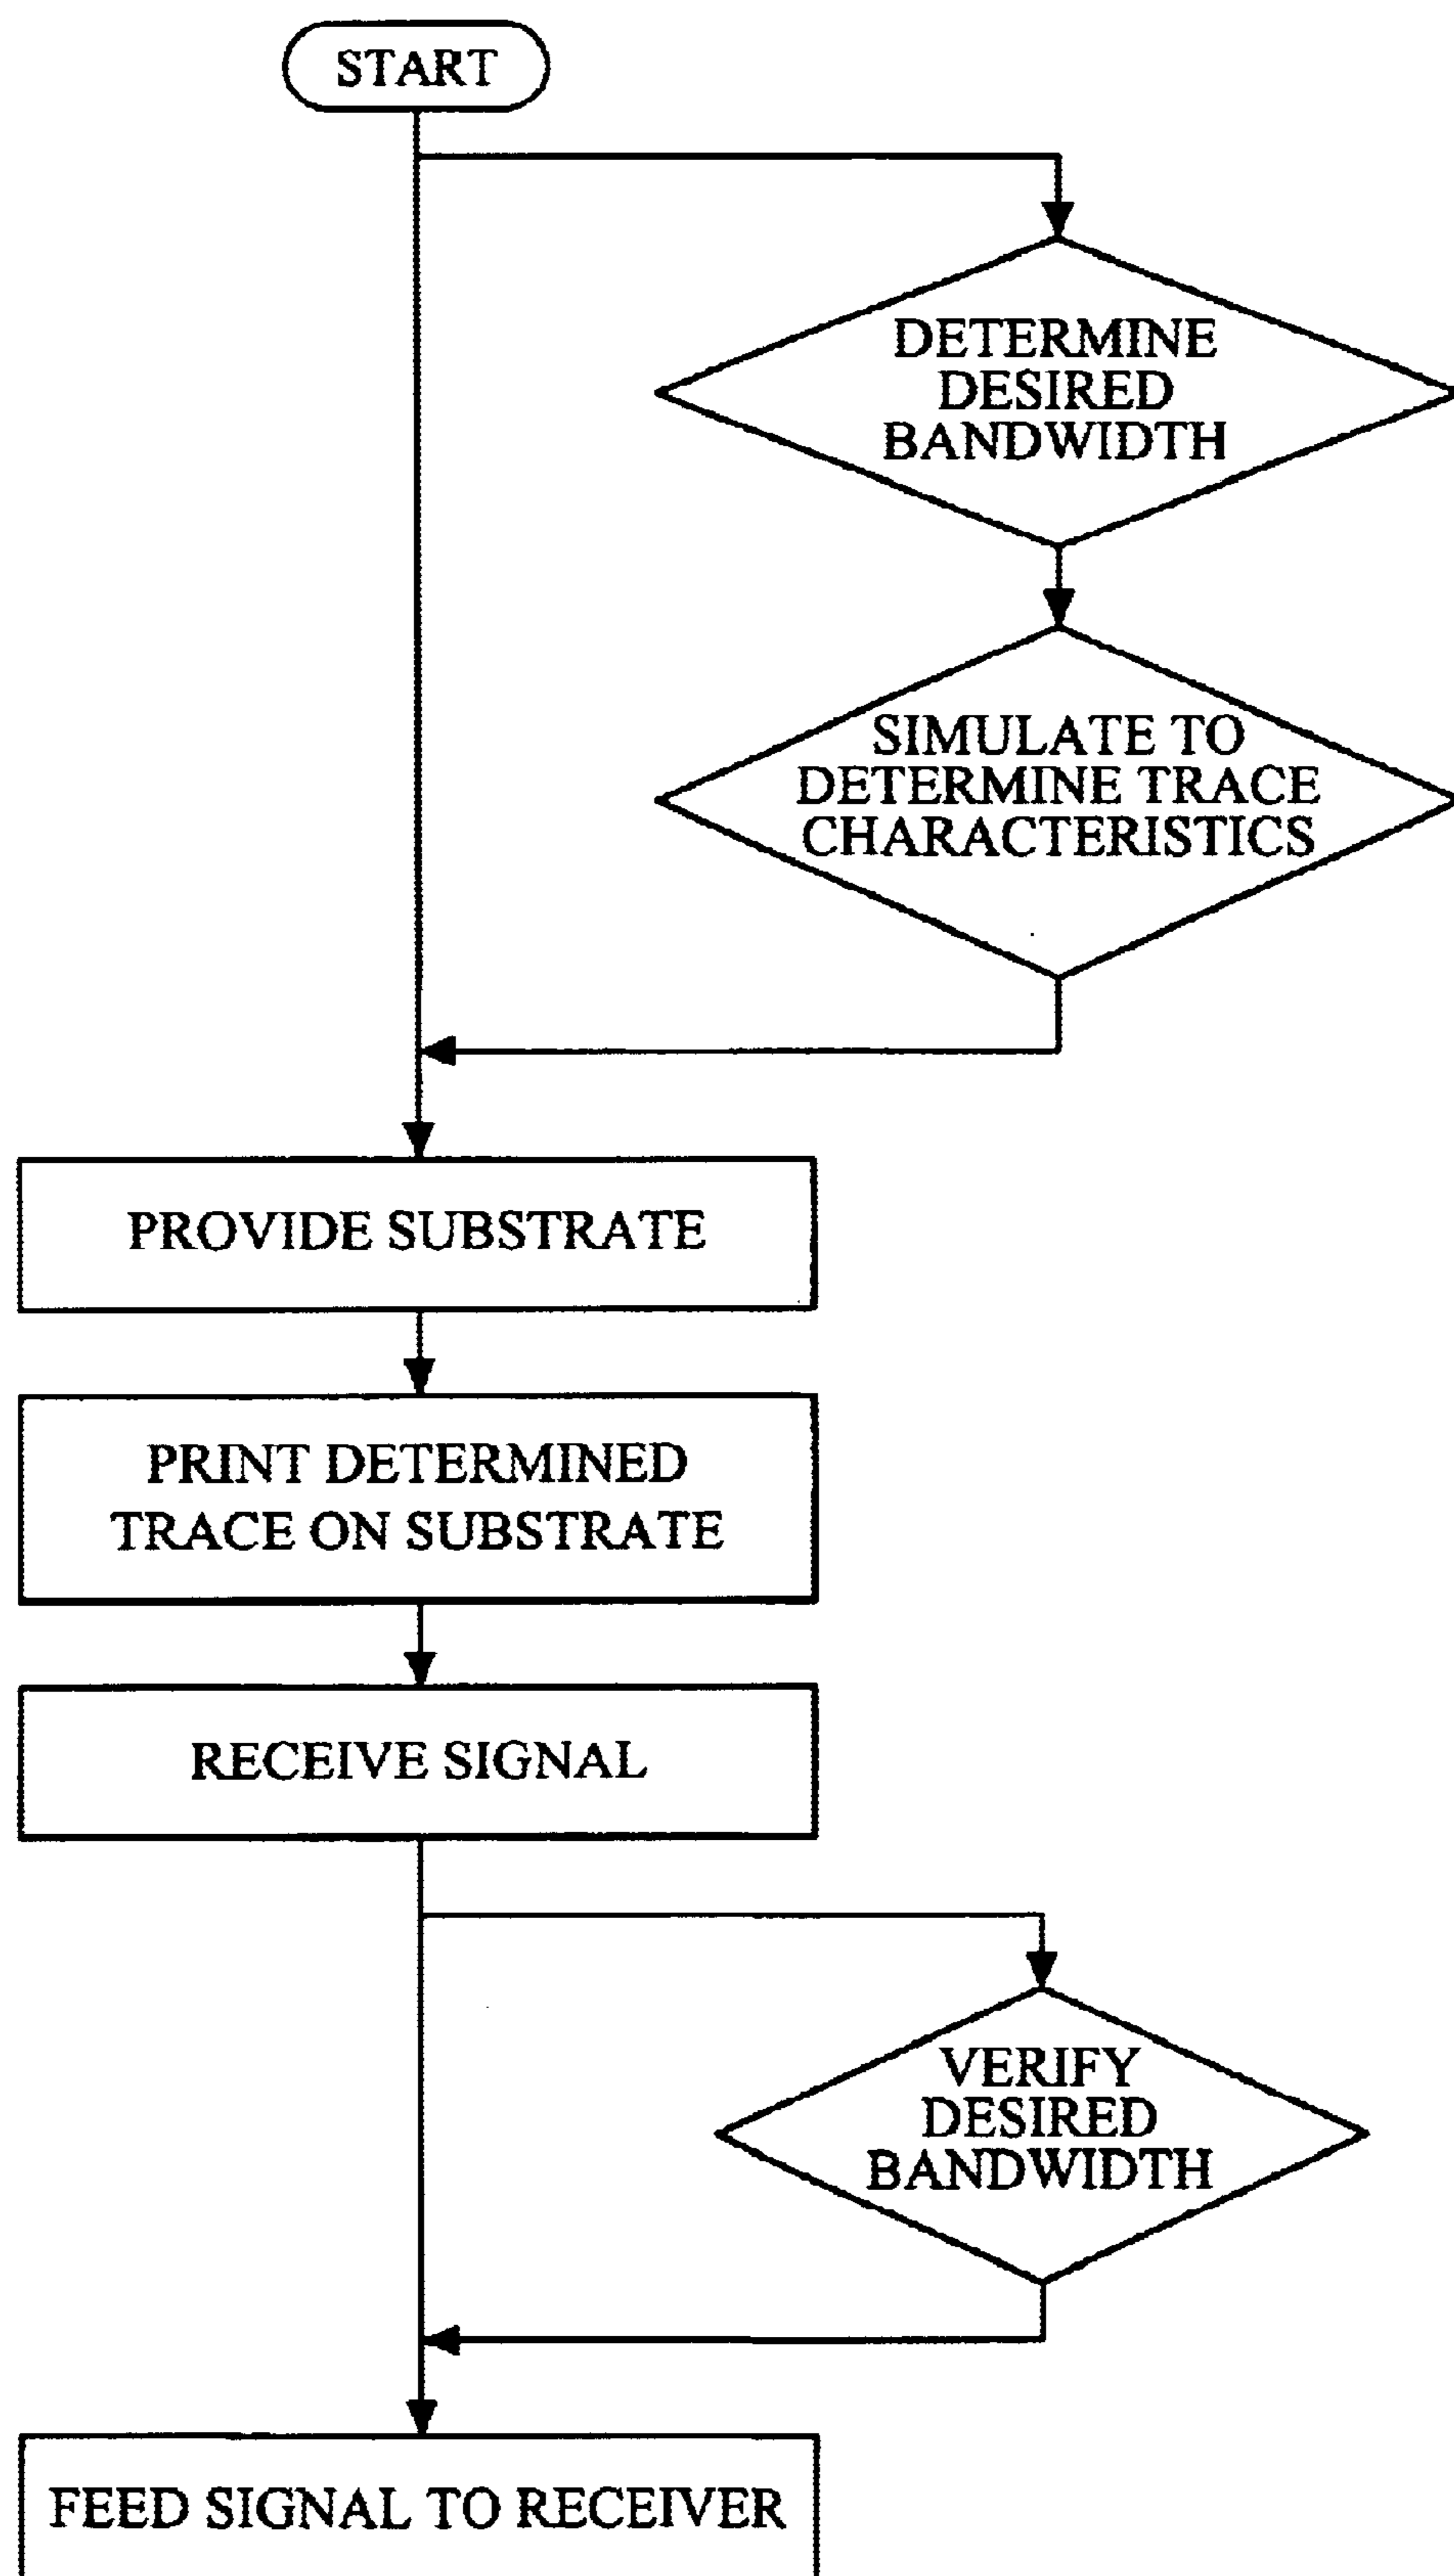 START
DETERMINE
DESIRED
BANDWIDTH
SIMULATE TO
DETERMINE TRACE
CHARACTERISTICS
PROVIDE SUBSTRATE
PRINT DETERMINED
TRACE ON SUBSTRATE
RECEIVE SIGNAL
VERIFY
DESIRED
BANDWIDTH
FEED SIGNAL TO RECEIVER